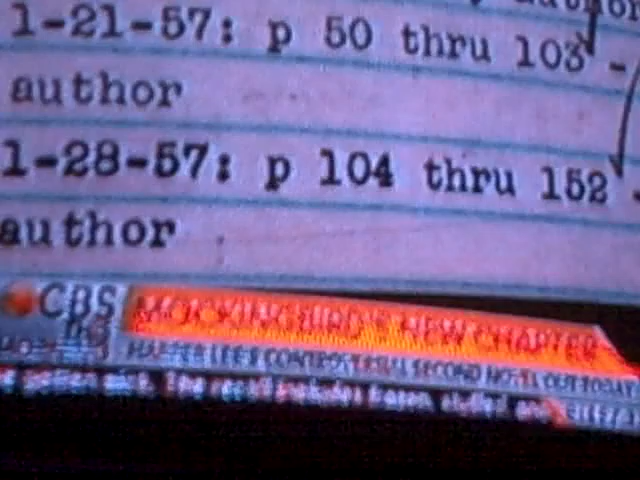 1-21-57: p 50 thru 103 -
author
1-28-57: p 104 thru 152 -
author
CBS MOCKINGBIRD'S NEW CHAPTER
HARPER LEE'S CONTROVERSIAL SECOND NOVEL OUT TODAY